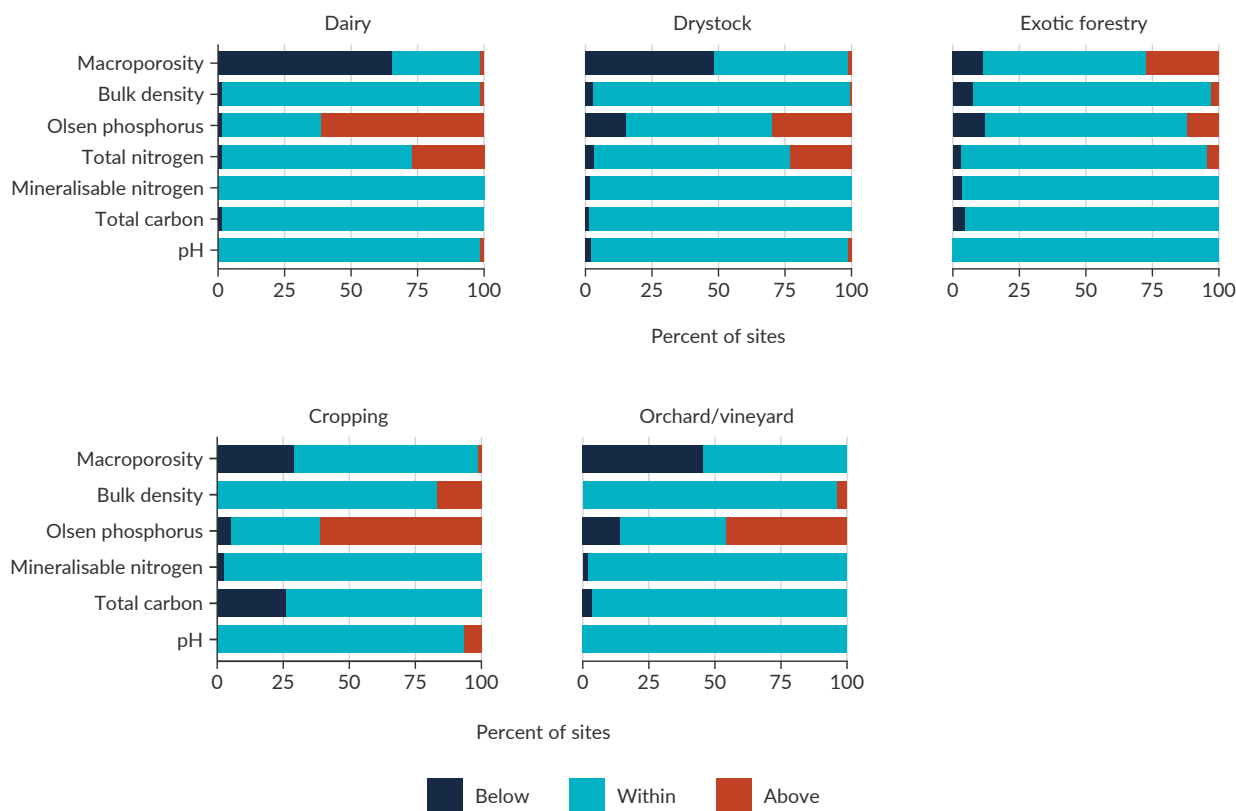 Dairy Drystock Exotic forestry
Macroporosity
Bulk density
Olsen phosphorus
Total nitrogen
Mineralisable nitrogen
Total carbon
pH
0 25 50 75 100 0 25 50 75 100 0 25 50 75 100
Percent of sites
Cropping Orchard/vineyard
Macroporosity
Bulk density
Olsen phosphorus
Mineralisable nitrogen
Total carbon
pH
0 25 50 75 100 0 25 50 75 100
Percent of sites
Below Within Above